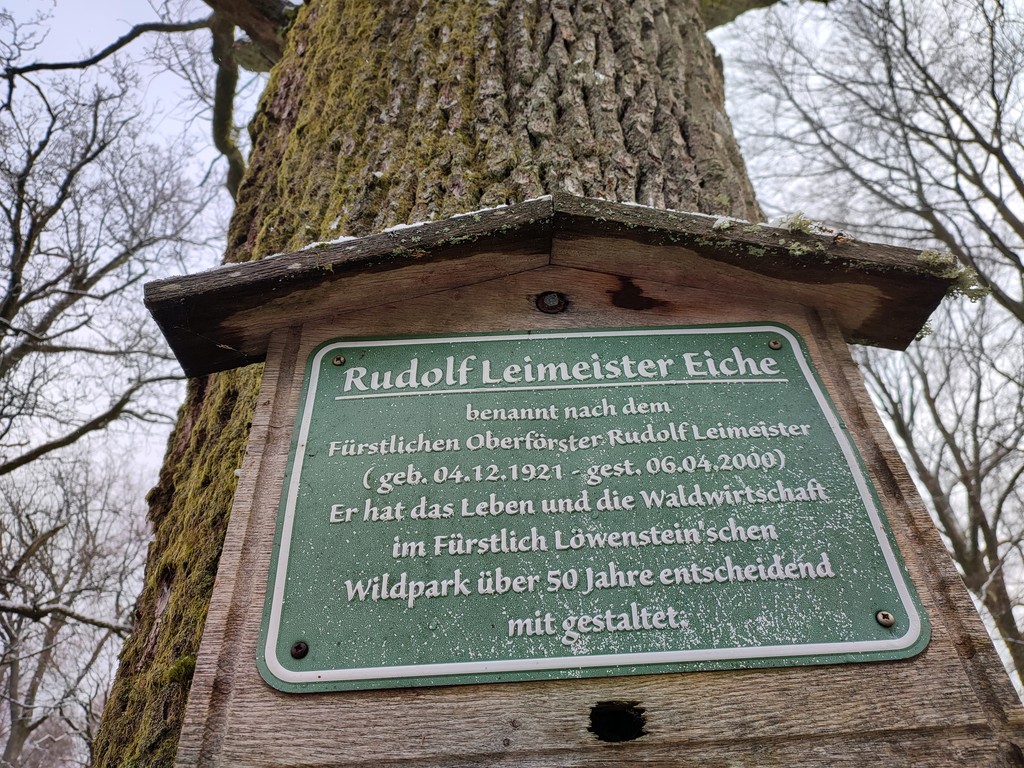 Rudolf Leimeister Eiche
benannt nach dem
Fürstlichen Oberförster Rudolf Leimeister
( geb. 04.12.1921 - gest. 06.04.2000)
Er hat das Leben und die Waldwirtschaft
im Fürstlich Löwenstein'schen
Wildpark über 50 Jahre entscheidend
mit gestaltet.